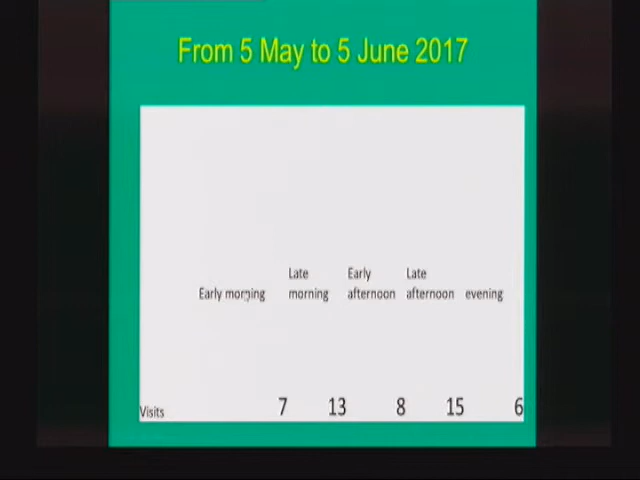 From 5 May to 5 June 2017
Late Early Late
Early morning morning afternoon afternoon evening
Visits 7 13 8 15 6